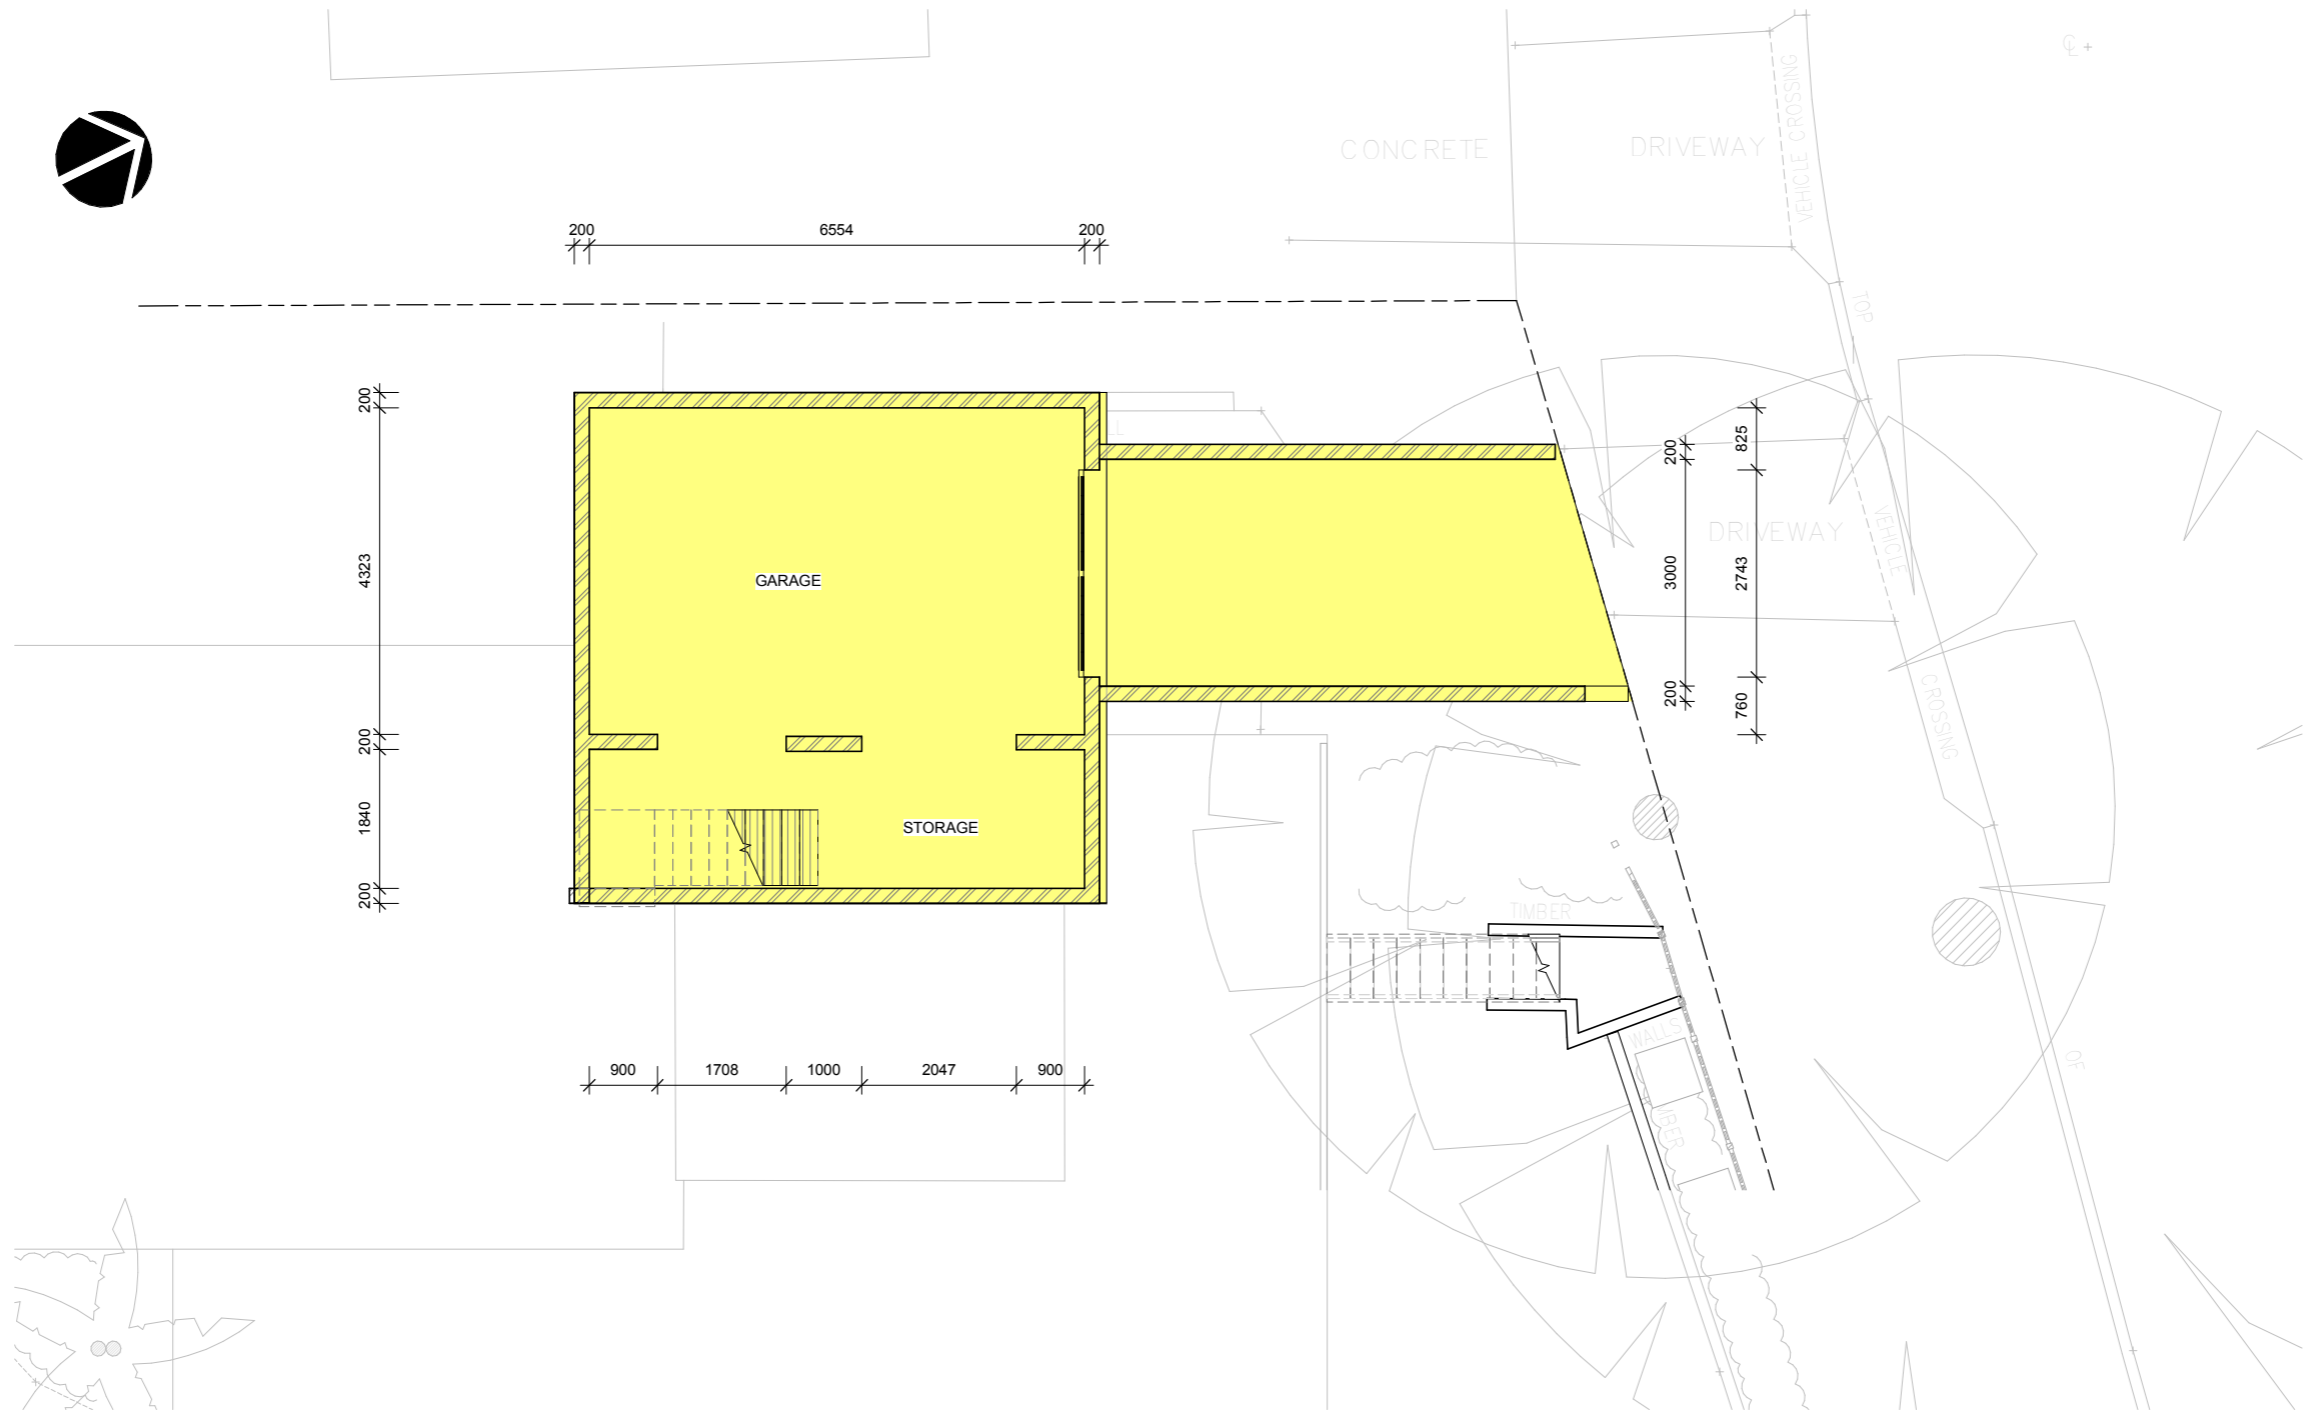 ℄
VEHICLE CROSSING
CONCRETE
DRIVEWAY
200
6554
200
TOP
200
825
200
DRIVEWAY
VEHICLE
4323
GARAGE
3000
2743
200
760
CROSSING
200
1840
STORAGE
200
TIMBER
WALLS
OF
900
1708
1000
2047
900